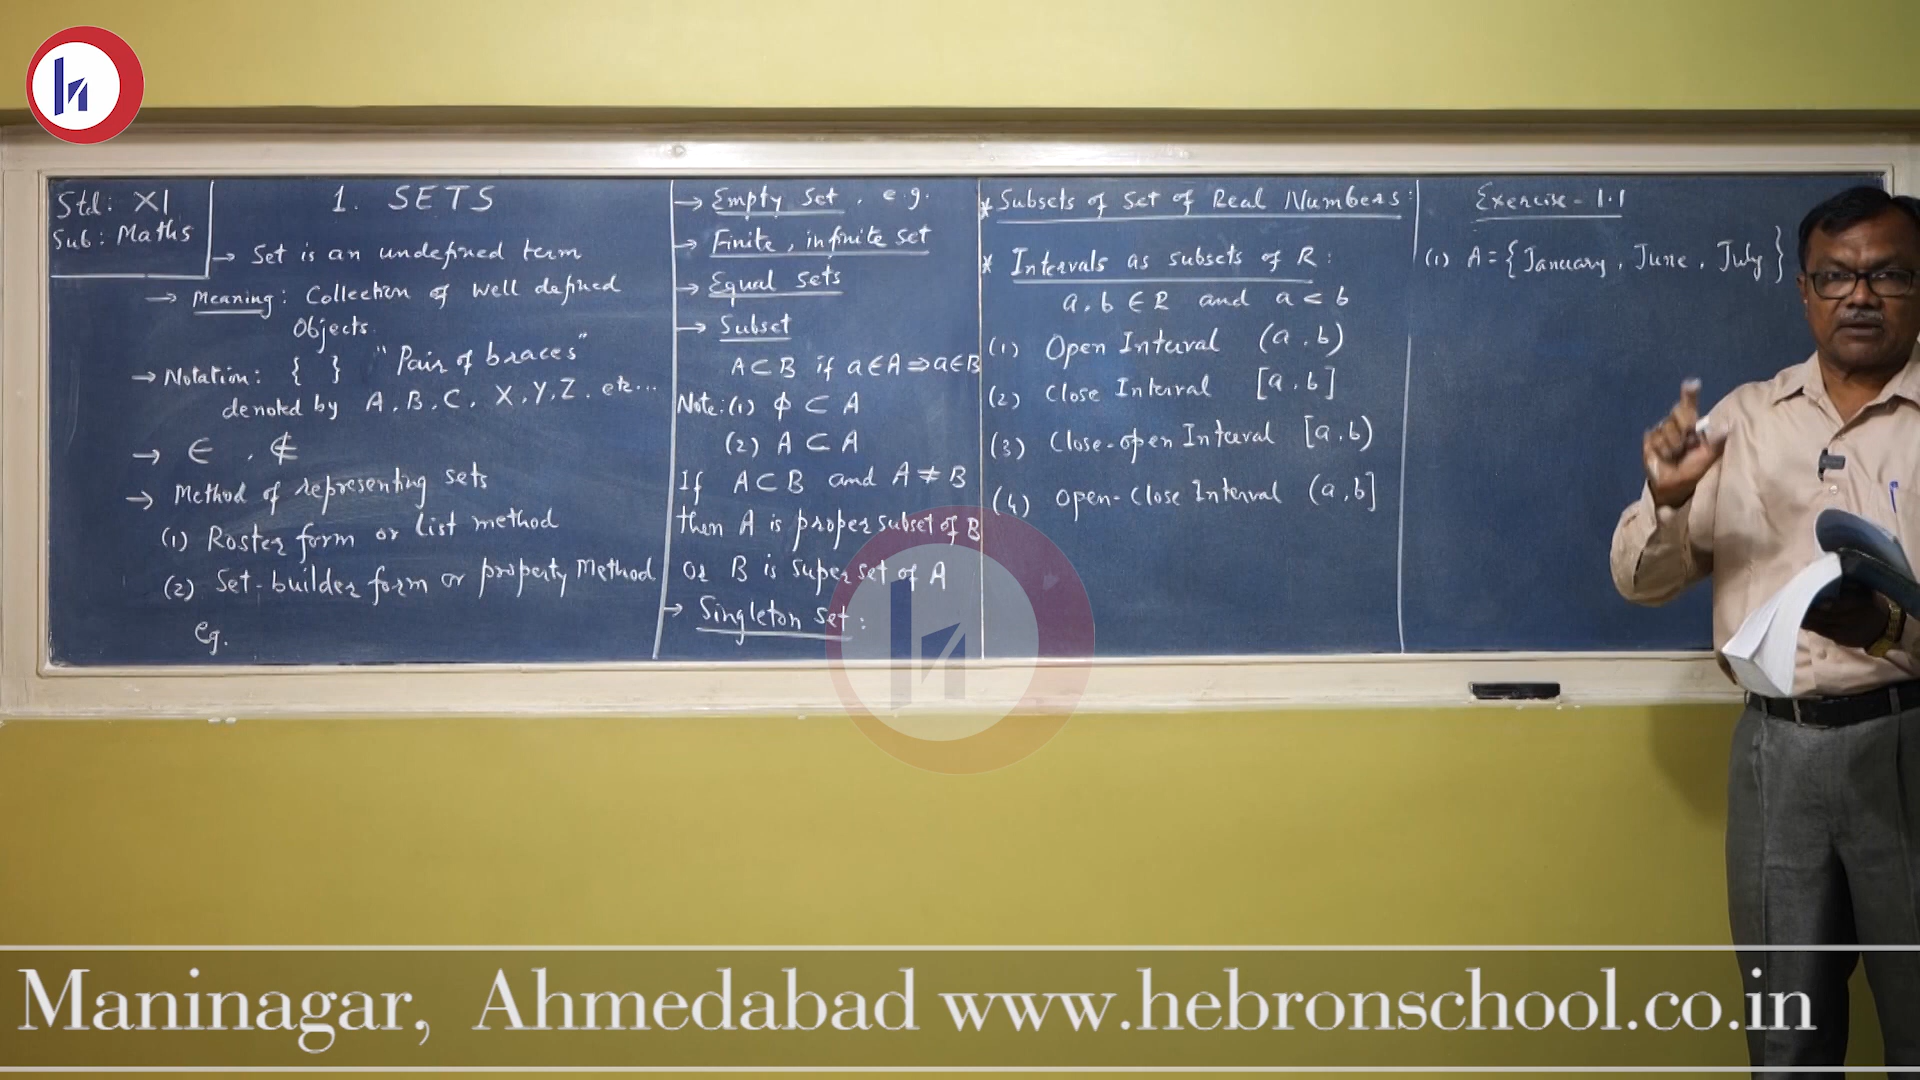 Std: XI
Sub: Maths
1. SETS
→ Set is an undefined term
→ Meaning: Collection of well defined
Objects.
→ Notation: { } "Pair of braces"
denoted by A, B, C, X, Y, Z, etc...
→ ∈ , ∉
→ Method of representing sets
(1) Roster form or List method
(2) Set-builder form or property Method
eg.
→ Empty Set, e.g.
→ Finite, infinite set
→ Equal sets
→ Subset
A⊂B if a∈A⇒a∈B
Note: (1) ϕ ⊂ A
(2) A ⊂ A
If A⊂B and A≠B
then A is proper subset of B
or B is super set of A
→ Singleton set:
* Subsets of Set of Real Numbers:
* Intervals as subsets of R:
a, b ∈ R and a < b
(1) Open Interval (a, b)
(2) Close Interval [a, b]
(3) Close-open Interval [a, b)
(4) Open-Close Interval (a, b]
Exercise-1.1
(1) A = {January, June, July}
Maninagar, Ahmedabad www.hebronschool.co.in